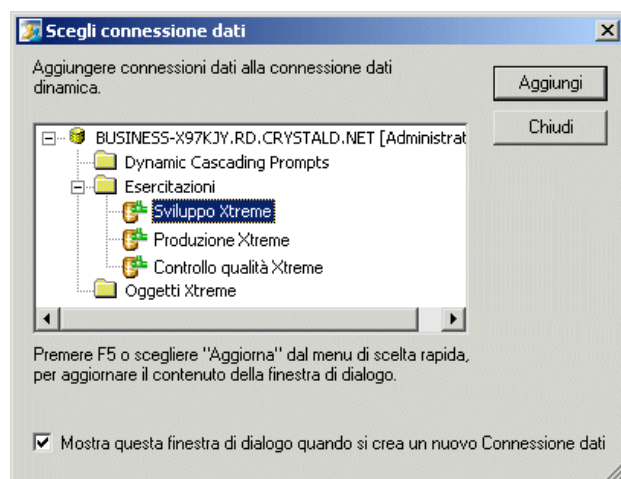 Scegli connessione dati
Aggiungere connessioni dati alla connessione dati
dinamica.
Aggiungi
Chiudi
BUSINESS-X97KJY.RD.CRYSTALD.NET [Administrat
Dynamic Cascading Prompts
Esercitazioni
Sviluppo Xtreme
Produzione Xtreme
Controllo qualità Xtreme
Oggetti Xtreme
Premere F5 o scegliere "Aggiorna" dal menu di scelta rapida,
per aggiornare il contenuto della finestra di dialogo.
Mostra questa finestra di dialogo quando si crea un nuovo Connessione dati